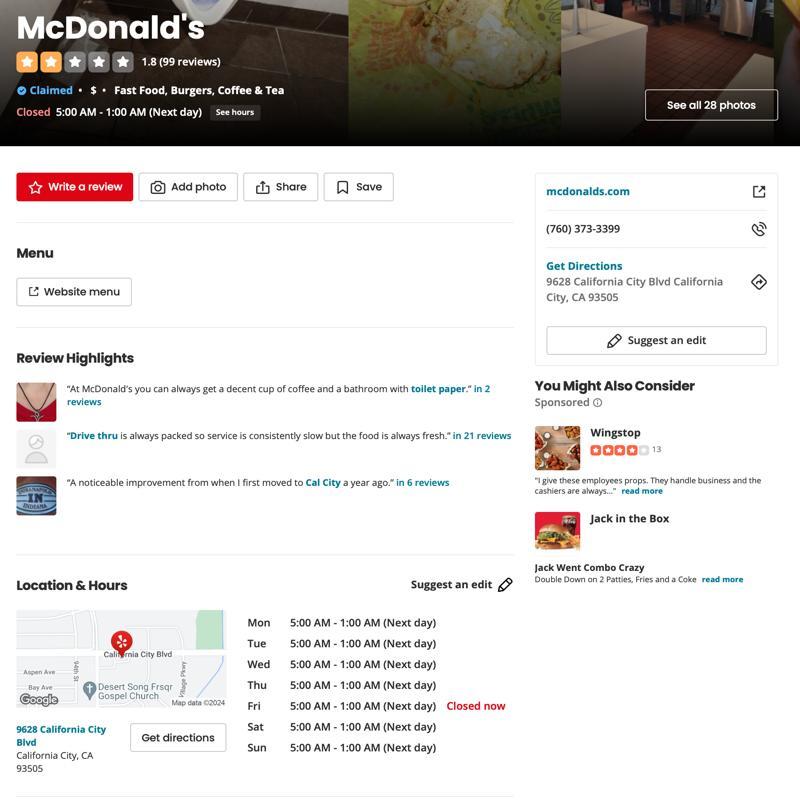 McDonald's
1.8 (99 reviews)
Claimed • $ • Fast Food, Burgers, Coffee & Tea
Closed 5:00 AM - 1:00 AM (Next day) See hours
See all 28 photos
Write a review
Add photo
Share
Save
Menu
Website menu
Review Highlights
"At McDonald's you can always get a decent cup of coffee and a bathroom with toilet paper." in 2
reviews
"Drive thru is always packed so service is consistently slow but the food is always fresh." in 21 reviews
INDIANAPOLIS
IN
INDIANA
"A noticeable improvement from when I first moved to Cal City a year ago." in 6 reviews
Location & Hours
Suggest an edit
California City Blvd
Aspen Ave
Bay Ave
94th St
Village Pkwy
Desert Song Frsqr
Gospel Church
Google
Map data ©2024
9628 California City
Blvd
California City, CA
93505
Get directions
Mon 5:00 AM - 1:00 AM (Next day)
Tue 5:00 AM - 1:00 AM (Next day)
Wed 5:00 AM - 1:00 AM (Next day)
Thu 5:00 AM - 1:00 AM (Next day)
Fri 5:00 AM - 1:00 AM (Next day) Closed now
Sat 5:00 AM - 1:00 AM (Next day)
Sun 5:00 AM - 1:00 AM (Next day)
mcdonalds.com
(760) 373-3399
Get Directions
9628 California City Blvd California
City, CA 93505
Suggest an edit
You Might Also Consider
Sponsored
Wingstop
13
"I give these employees props. They handle business and the
cashiers are always..." read more
Jack in the Box
Jack Went Combo Crazy
Double Down on 2 Patties, Fries and a Coke read more